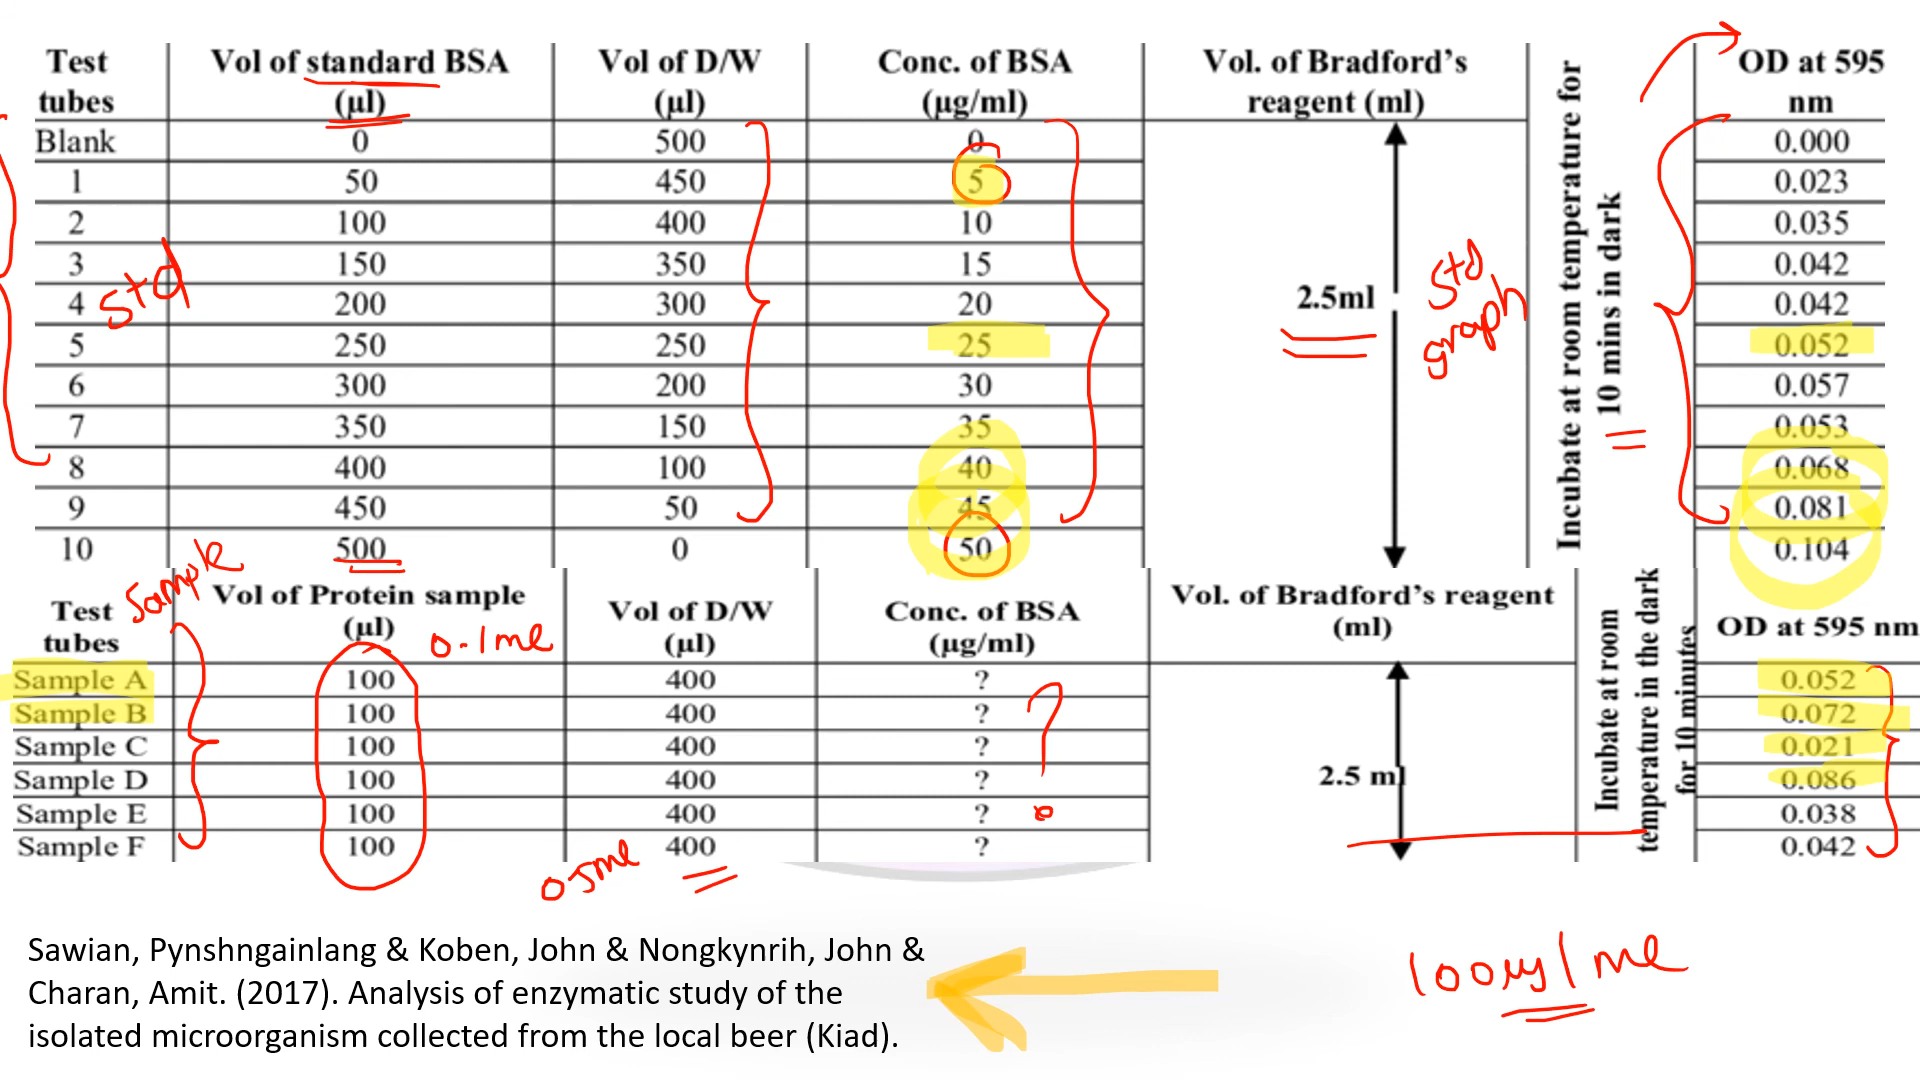 Test tubes | Vol of standard BSA (µl) | Vol of D/W (µl) | Conc. of BSA (µg/ml) | Vol. of Bradford's reagent (ml) | Incubate at room temperature for 10 mins in dark | OD at 595 nm
Blank 0 500 0 0.000
1 50 450 5 0.023
2 100 400 10 0.035
3 150 350 15 0.042
4 200 300 20 2.5ml 0.042
5 250 250 25 0.052
6 300 200 30 0.057
7 350 150 35 0.053
8 400 100 40 0.068
9 450 50 45 0.081
10 500 0 50 0.104
std
std graph
sample
Test tubes | Vol of Protein sample (µl) | Vol of D/W (µl) | Conc. of BSA (µg/ml) | Vol. of Bradford's reagent (ml) | Incubate at room temperature in the dark for 10 minutes | OD at 595 nm
0.1ml
Sample A 100 400 ? 0.052
Sample B 100 400 ? 0.072
Sample C 100 400 ? 0.021
Sample D 100 400 ? 2.5 ml 0.086
Sample E 100 400 ? 0.038
Sample F 100 400 ? 0.042
?
0.5ml
100µg/ml
Sawian, Pynshngainlang & Koben, John & Nongkynrih, John &
Charan, Amit. (2017). Analysis of enzymatic study of the
isolated microorganism collected from the local beer (Kiad).